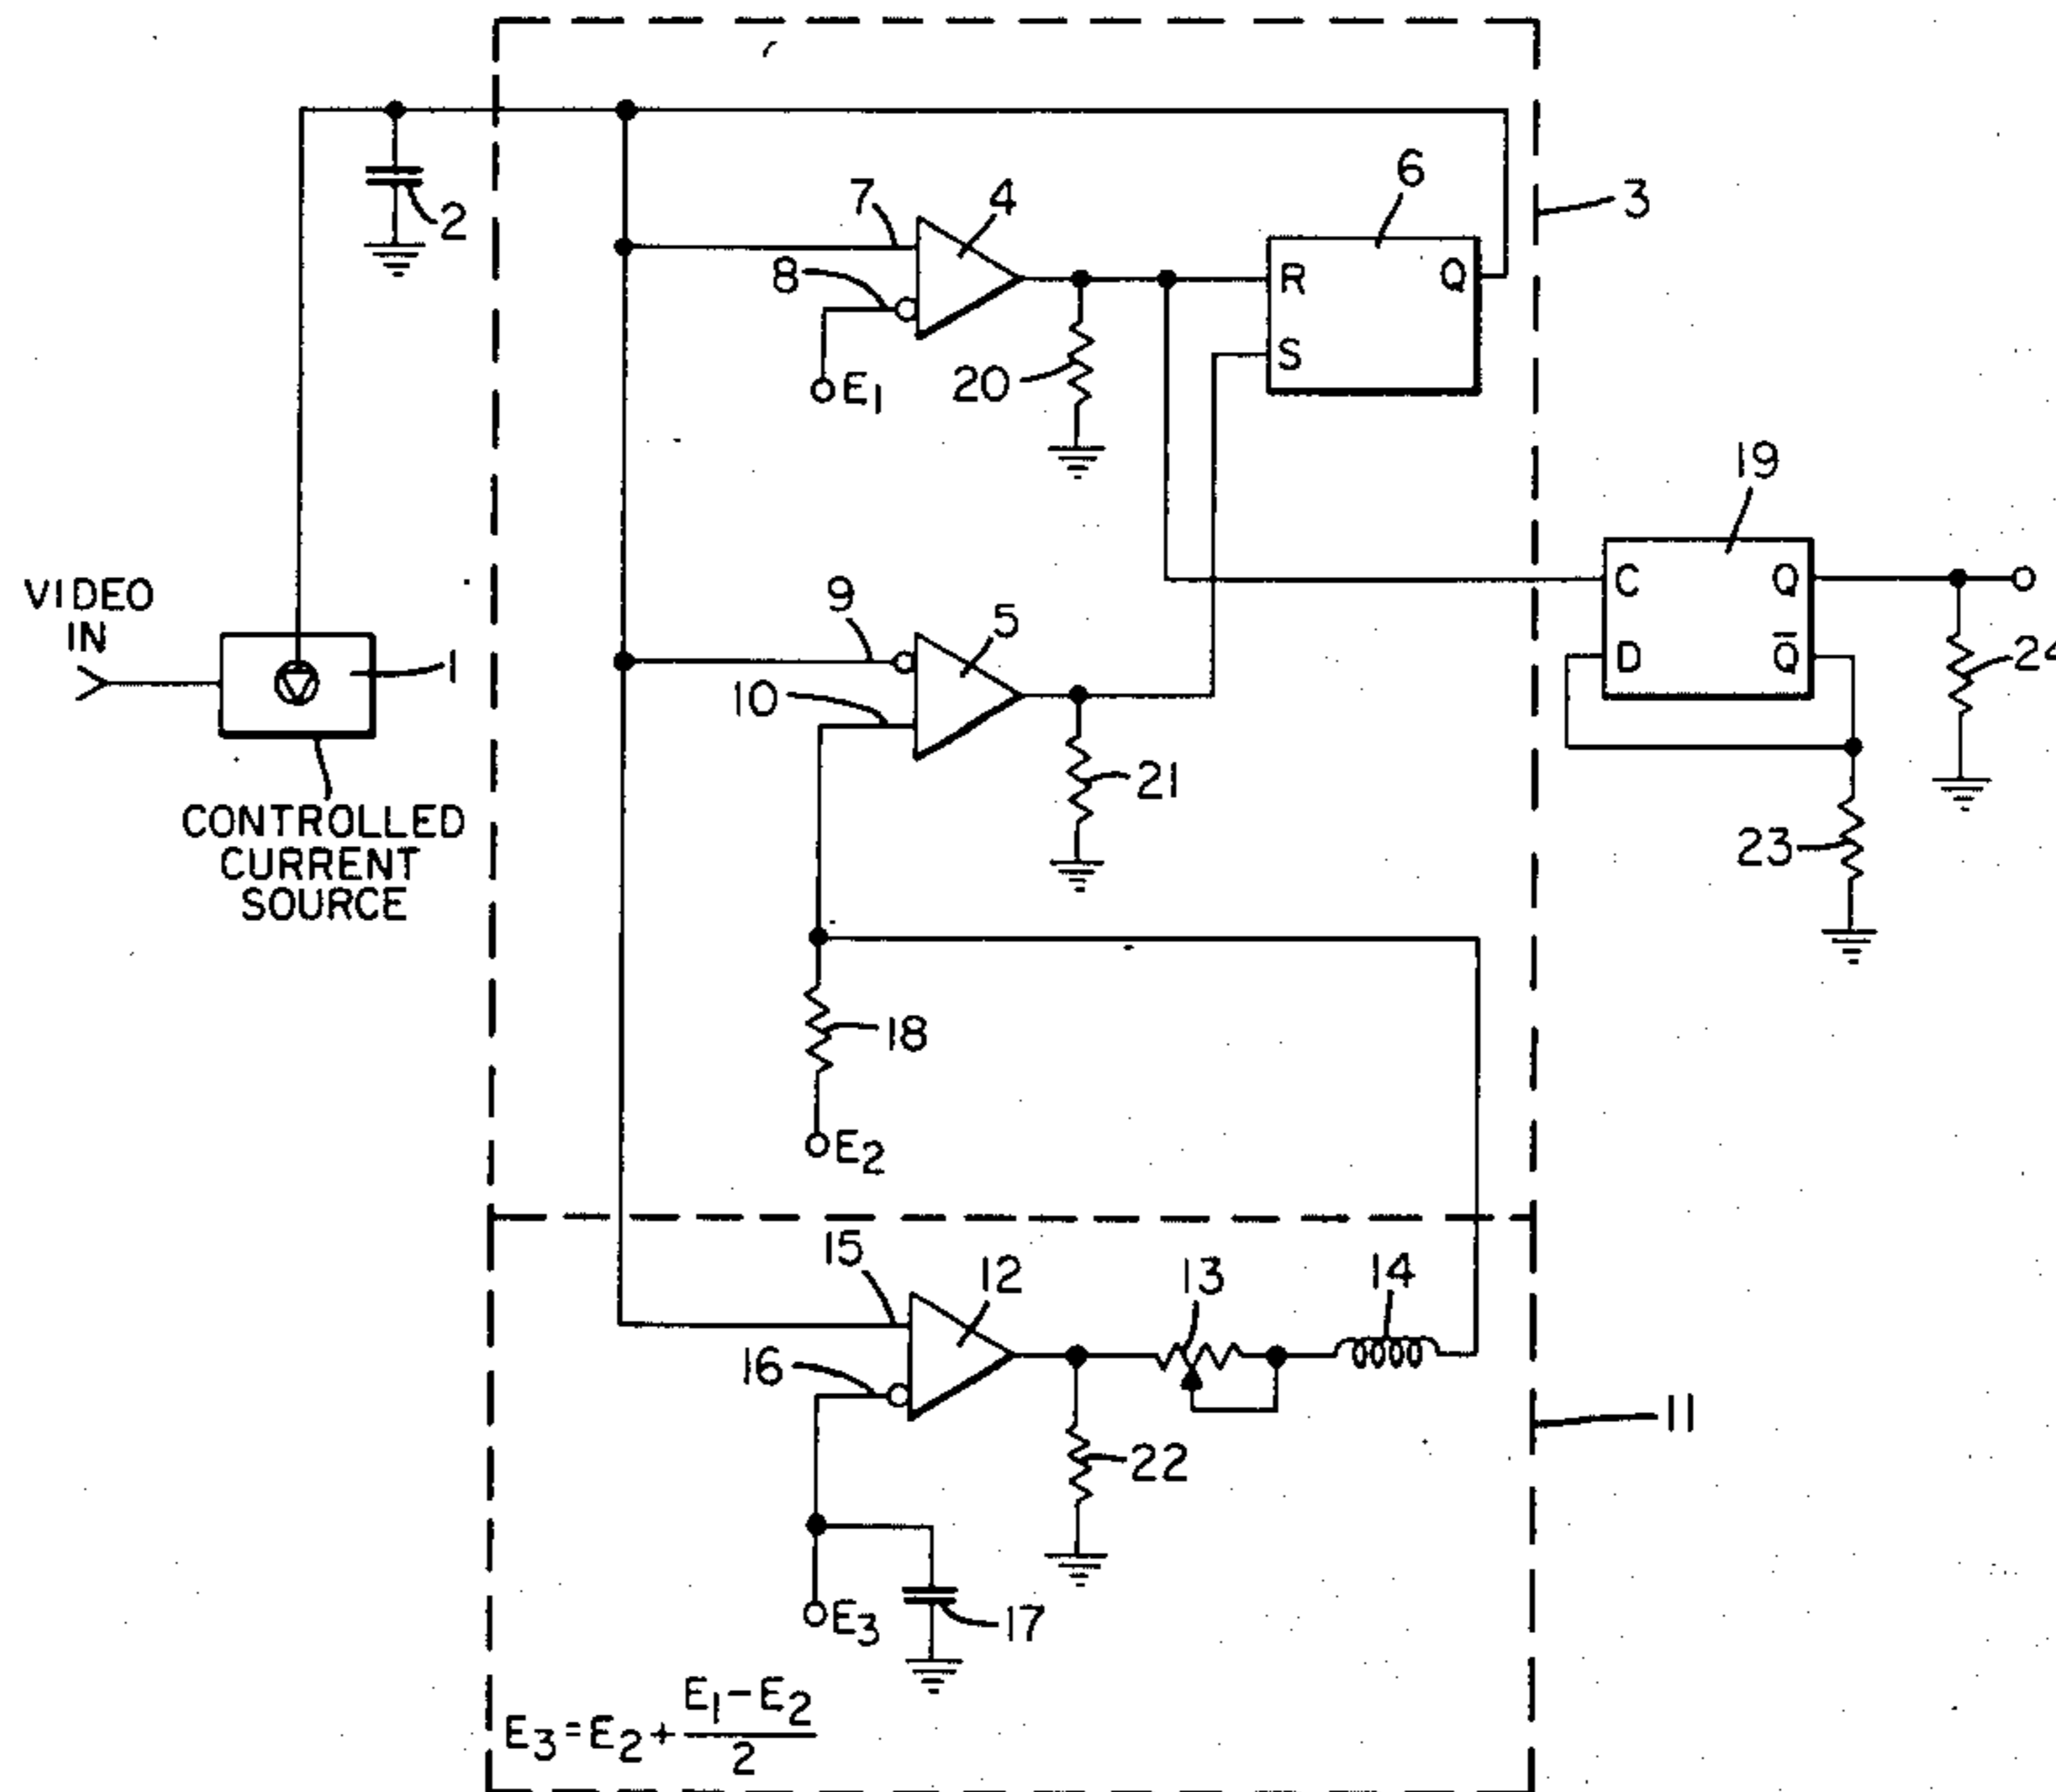 2
7
4
6
3
8
R
Q
S
20
E1
19
VIDEO
IN
9
5
C
Q
1
10
D
Q̅
24
21
CONTROLLED
CURRENT
SOURCE
23
18
E2
15
12
13
14
16
11
22
E3
17
E3=E2+(E1-E2)/2